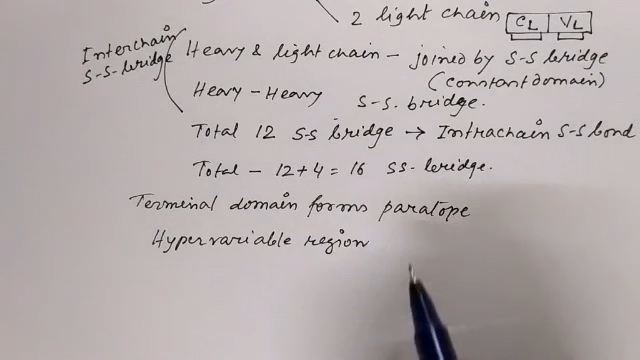 2 light chain CL VL
Interchain
S-S-bridge
Heavy & light chain - joined by S-S bridge
(constant domain)
Heavy - Heavy S-S. bridge.
Total 12 S-S bridge → Intrachain S-S bond
Total - 12+4 = 16 SS-bridge.
Terminal domain forms paratope
Hypervariable region